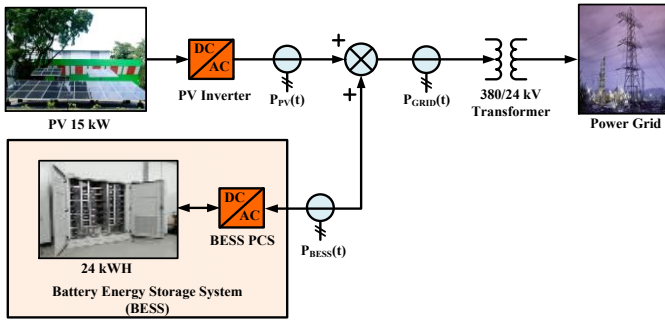 DC
AC
PV Inverter
PV 15 kW
+
+
P_PV(t)
P_GRID(t)
380/24 kV
Transformer
Power Grid
DC
AC
BESS PCS
P_BESS(t)
24 kWH
Battery Energy Storage System
(BESS)